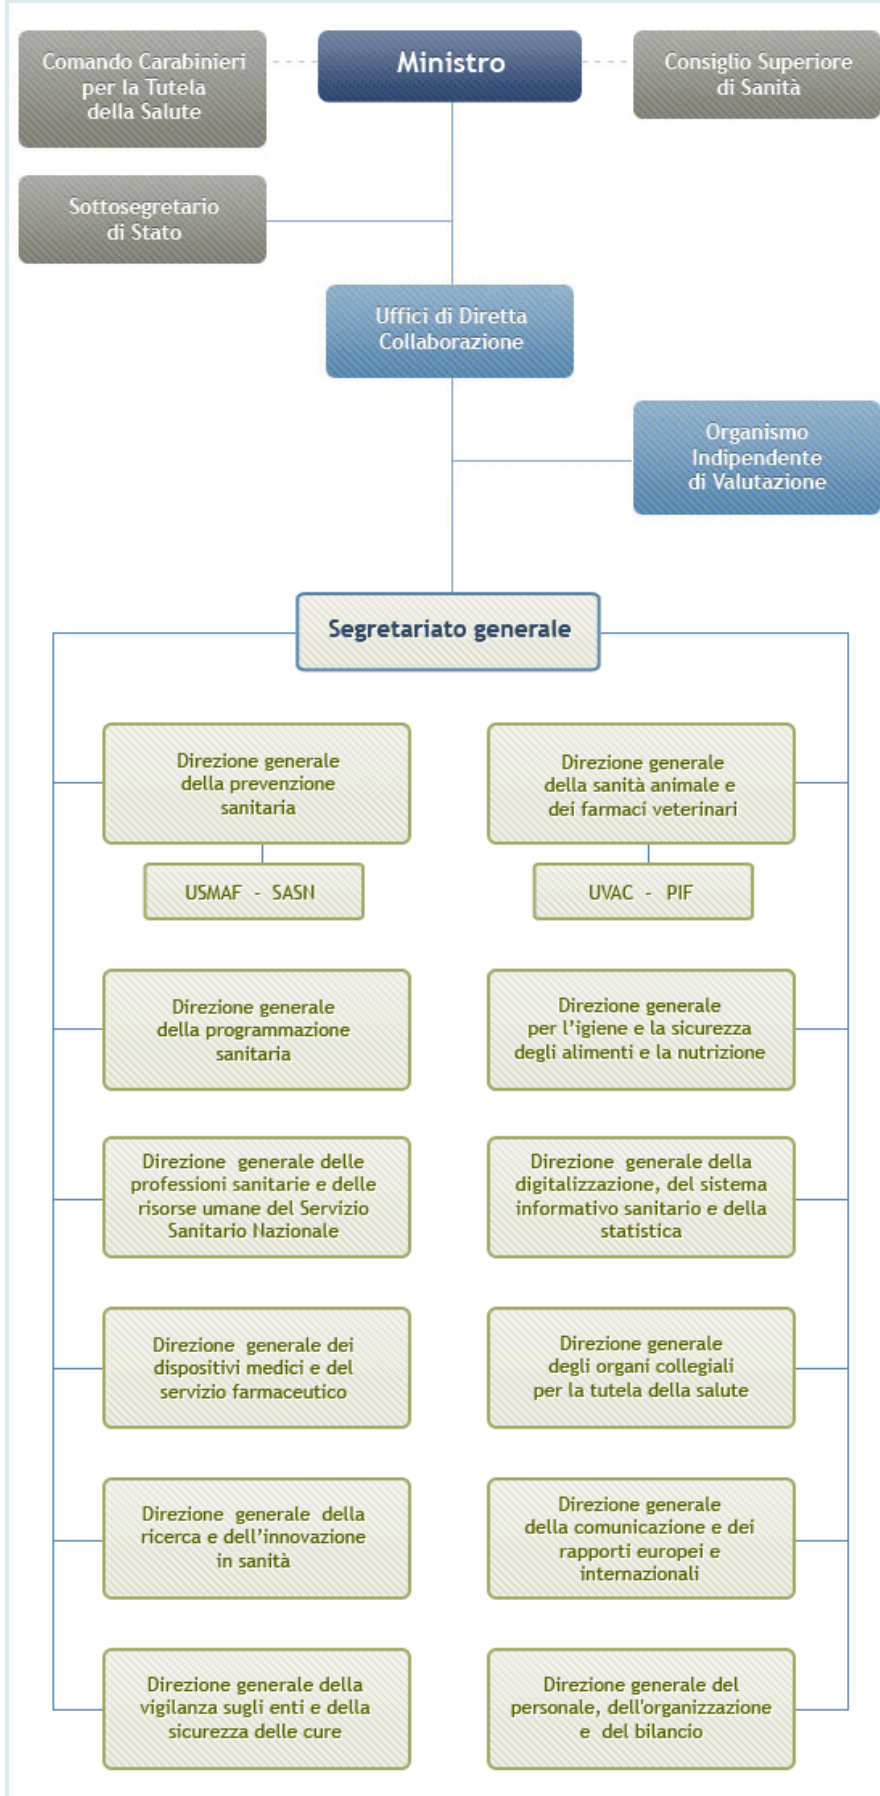 Comando Carabinieri
per la Tutela
della Salute
Ministro
Consiglio Superiore
di Sanità
Sottosegretario
di Stato
Uffici di Diretta
Collaborazione
Organismo
Indipendente
di Valutazione
Segretariato generale
Direzione generale
della prevenzione
sanitaria
Direzione generale
della sanità animale e
dei farmaci veterinari
USMAF - SASN
UVAC - PIF
Direzione generale
della programmazione
sanitaria
Direzione generale
per l'igiene e la sicurezza
degli alimenti e la nutrizione
Direzione generale delle
professioni sanitarie e delle
risorse umane del Servizio
Sanitario Nazionale
Direzione generale della
digitalizzazione, del sistema
informativo sanitario e della
statistica
Direzione generale dei
dispositivi medici e del
servizio farmaceutico
Direzione generale
degli organi collegiali
per la tutela della salute
Direzione generale della
ricerca e dell'innovazione
in sanità
Direzione generale
della comunicazione e dei
rapporti europei e
internazionali
Direzione generale della
vigilanza sugli enti e della
sicurezza delle cure
Direzione generale del
personale, dell'organizzazione
e del bilancio